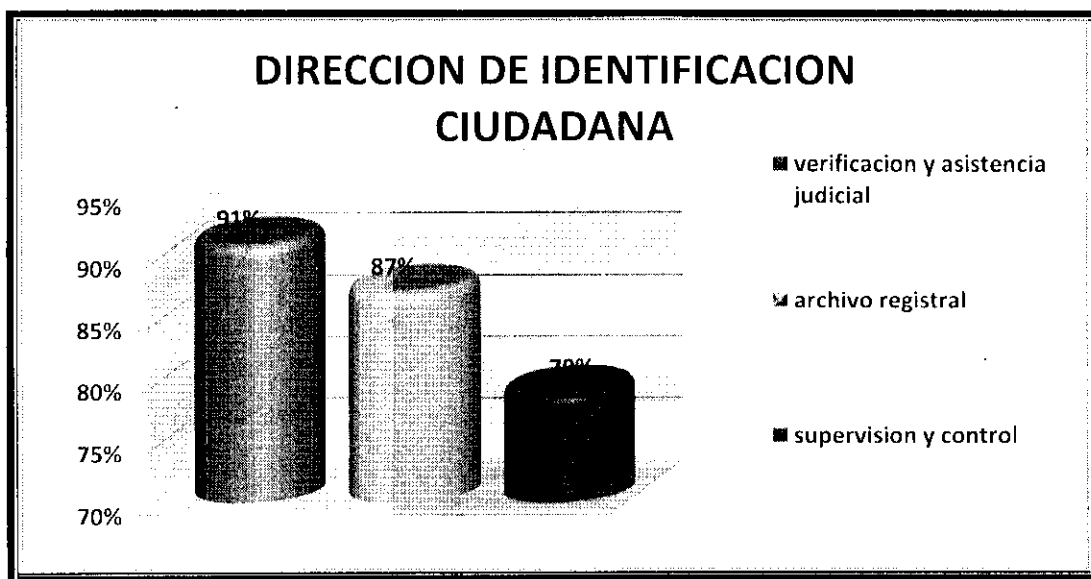 DIRECCION DE IDENTIFICACION
CIUDADANA
verificacion y asistencia
judicial
archivo registral
supervision y control
95%
90%
85%
80%
75%
70%
91%
87%